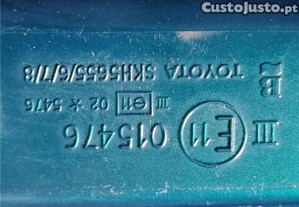 CustoJusto.pt
III E11 015476
III e11 02 * 5476
TOYOTA SKH5655/6/7/8